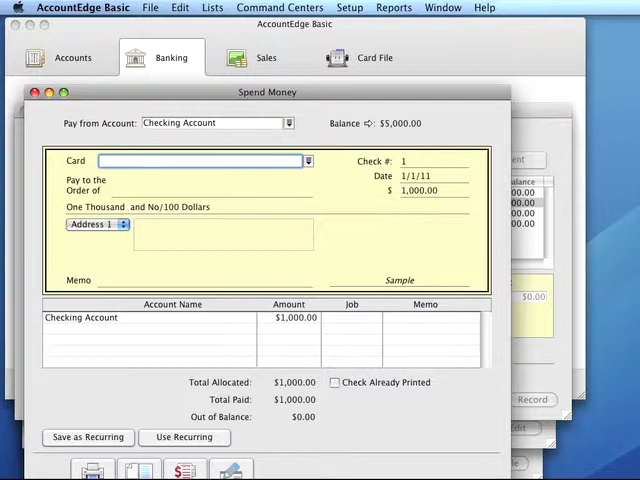 AccountEdge Basic File Edit Lists Command Centers Setup Reports Window Help
AccountEdge Basic
Accounts Banking Sales Card File
Spend Money
Pay from Account: Checking Account Balance $5,000.00
Card Check #: 1
Pay to the Order of Date 1/1/11
$ 1,000.00
One Thousand and No/100 Dollars
Address 1
Memo Sample
Account Name Amount Job Memo
Checking Account $1,000.00
Total Allocated: $1,000.00 Check Already Printed
Total Paid: $1,000.00
Out of Balance: $0.00
Save as Recurring Use Recurring
$0.00
Record